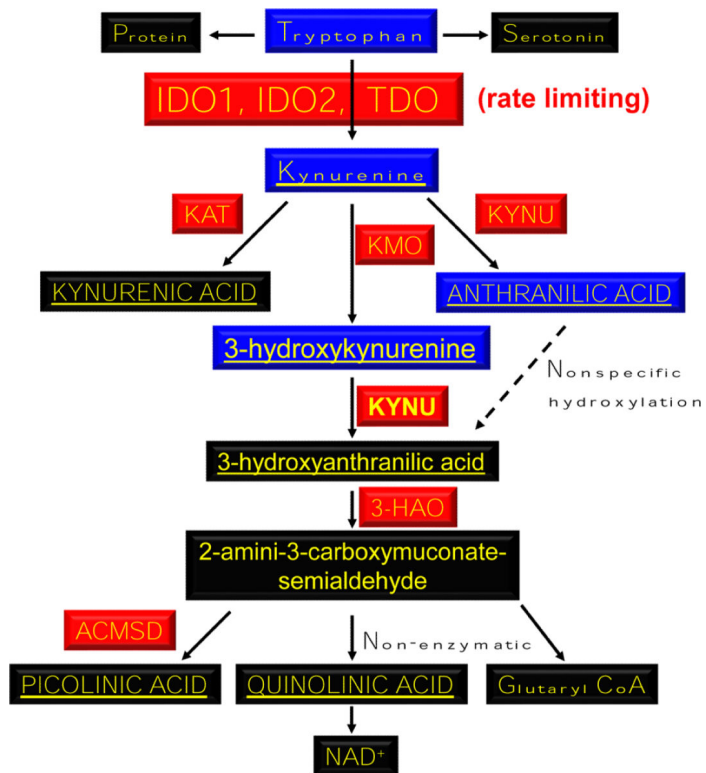 Protein
Tryptophan
Serotonin
IDO1, IDO2, TDO
(rate limiting)
Kynurenine
KAT
KMO
KYNU
KYNURENIC ACID
ANTHRANILIC ACID
3-hydroxykynurenine
Nonspecific
hydroxylation
KYNU
3-hydroxyanthranilic acid
3-HAO
2-amini-3-carboxymuconate-
semialdehyde
ACMSD
Non-enzymatic
PICOLINIC ACID
QUINOLINIC ACID
Glutaryl CoA
NAD⁺